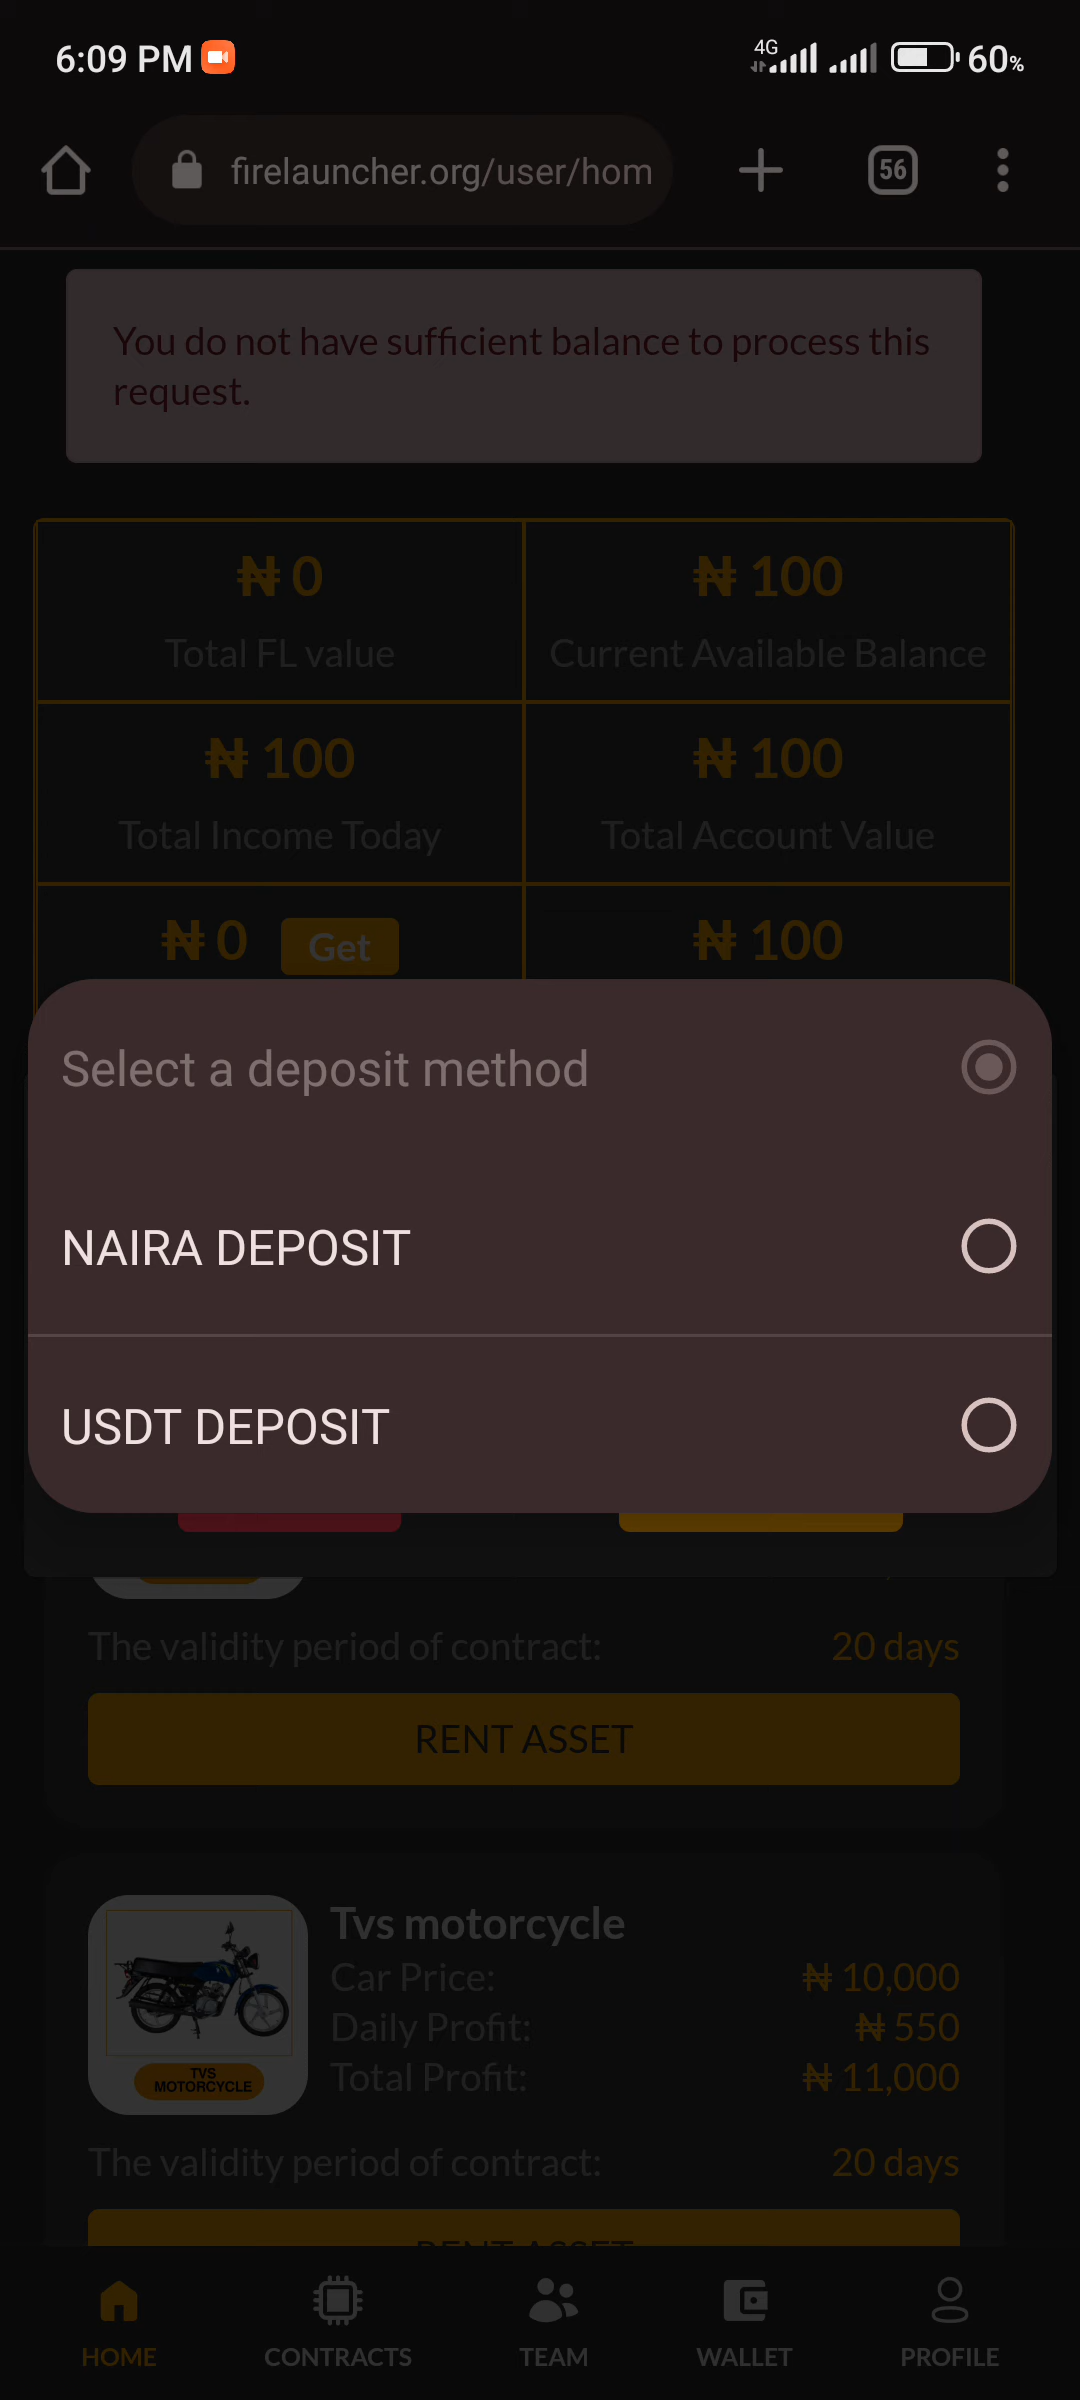 6:09 PM
4G
60%
firelauncher.org/user/hom
56
You do not have sufficient balance to process this
request.
₦ 0
₦ 100
Total FL value
Current Available Balance
₦ 100
₦ 100
Total Income Today
Total Account Value
₦ 0
Get
₦ 100
Select a deposit method
NAIRA DEPOSIT
USDT DEPOSIT
The validity period of contract:
20 days
RENT ASSET
Tvs motorcycle
Car Price:
₦ 10,000
Daily Profit:
₦ 550
Total Profit:
₦ 11,000
TVS
MOTORCYCLE
The validity period of contract:
20 days
RENT ASSET
HOME
CONTRACTS
TEAM
WALLET
PROFILE